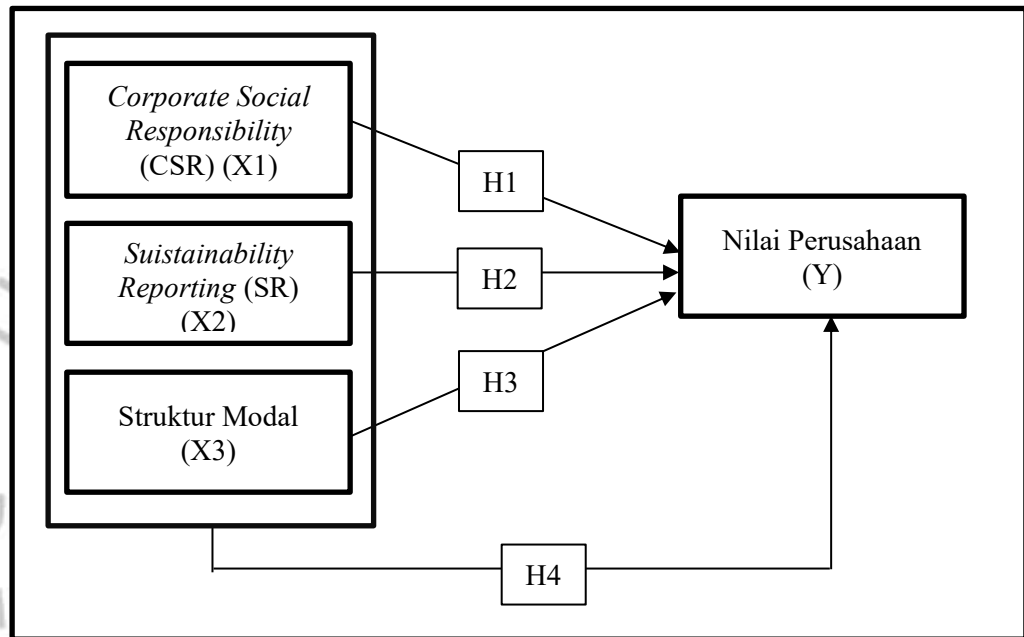 Corporate Social
Responsibility
(CSR) (X1)
H1
Suistainability
Reporting (SR)
(X2)
H2
Nilai Perusahaan
(Y)
Struktur Modal
(X3)
H3
H4